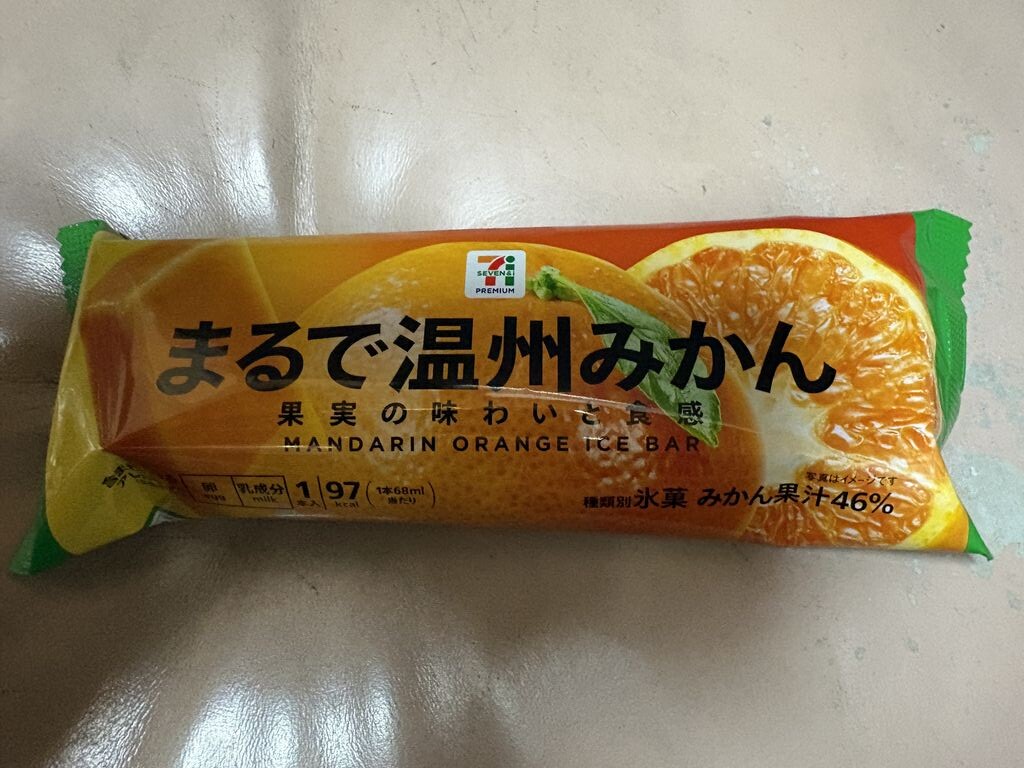 SEVEN&i
PREMIUM
まるで温州みかん
果実の味わいと食感
MANDARIN ORANGE ICE BAR
写真はイメージです
卵 乳成分 1 97 (1本68ml)
egg milk 本入 kcal 当たり
種類別 氷菓 みかん果汁46%